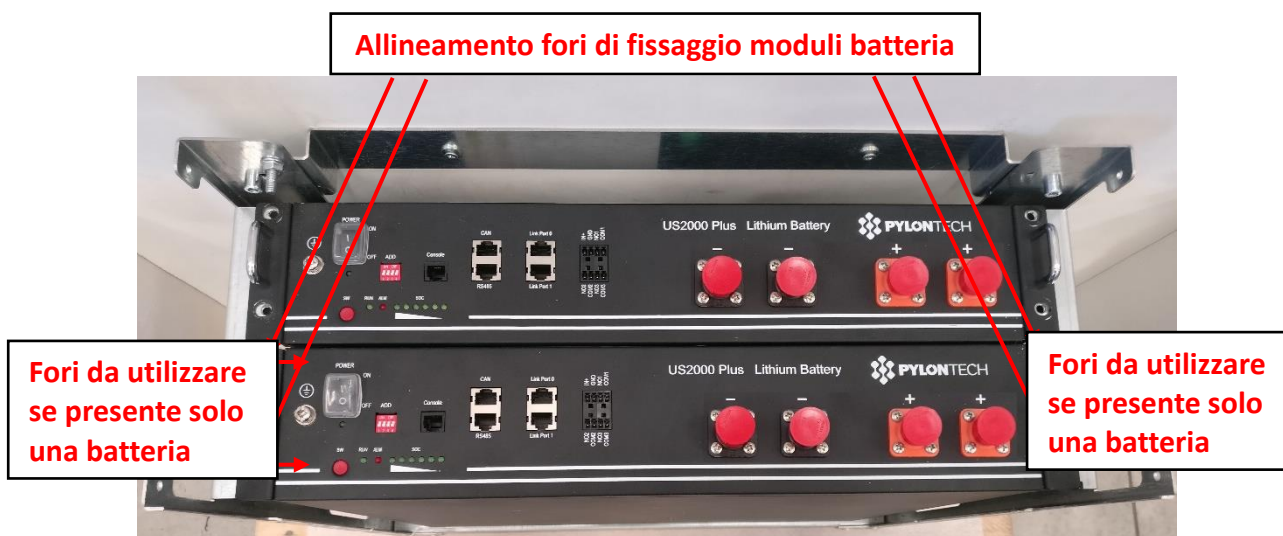 Allineamento fori di fissaggio moduli batteria
POWER
ON
OFF
ADD
Console
CAN
RS485
Link Port 0
Link Port 1
US2000 Plus Lithium Battery
PYLONTECH
− − + +
SW RUN ALM SOC
Fori da utilizzare
se presente solo
una batteria
POWER
ON
OFF
ADD
Console
CAN
RS485
Link Port 0
Link Port 1
US2000 Plus Lithium Battery
PYLONTECH
− − + +
SW RUN ALM SOC
Fori da utilizzare
se presente solo
una batteria